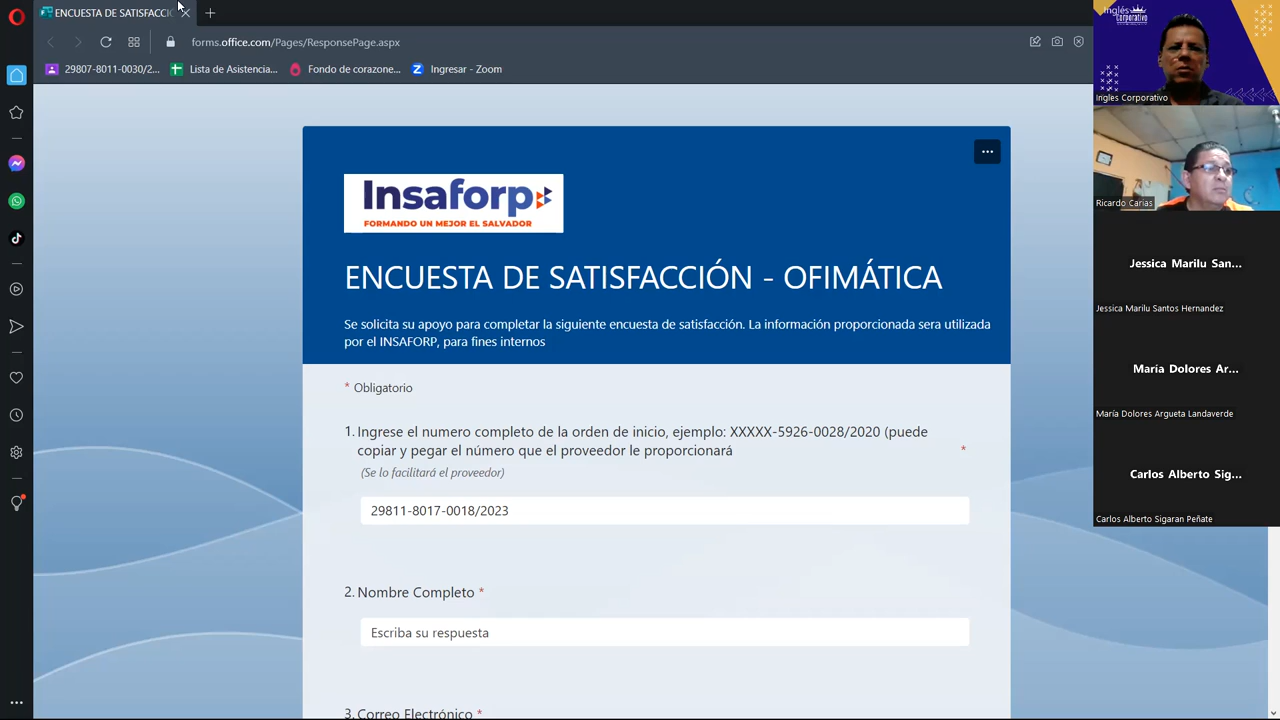 ENCUESTA DE SATISFACCIÓ
forms.office.com/Pages/ResponsePage.aspx
29807-8011-0030/2...
Lista de Asistencia...
Fondo de corazone...
Ingresar - Zoom
Inglés
Corporativo
Ingles Corporativo
Ricardo Carias
Jessica Marilu San...
Jessica Marilu Santos Hernandez
María Dolores Ar...
María Dolores Argueta Landaverde
Carlos Alberto Sig...
Carlos Alberto Sigaran Peñate
Insaforp
FORMANDO UN MEJOR EL SALVADOR
ENCUESTA DE SATISFACCIÓN - OFIMÁTICA
Se solicita su apoyo para completar la siguiente encuesta de satisfacción. La información proporcionada sera utilizada
por el INSAFORP, para fines internos
* Obligatorio
1. Ingrese el numero completo de la orden de inicio, ejemplo: XXXXX-5926-0028/2020 (puede
copiar y pegar el número que el proveedor le proporcionará *
(Se lo facilitará el proveedor)
29811-8017-0018/2023
2. Nombre Completo *
Escriba su respuesta
3. Correo Electrónico *